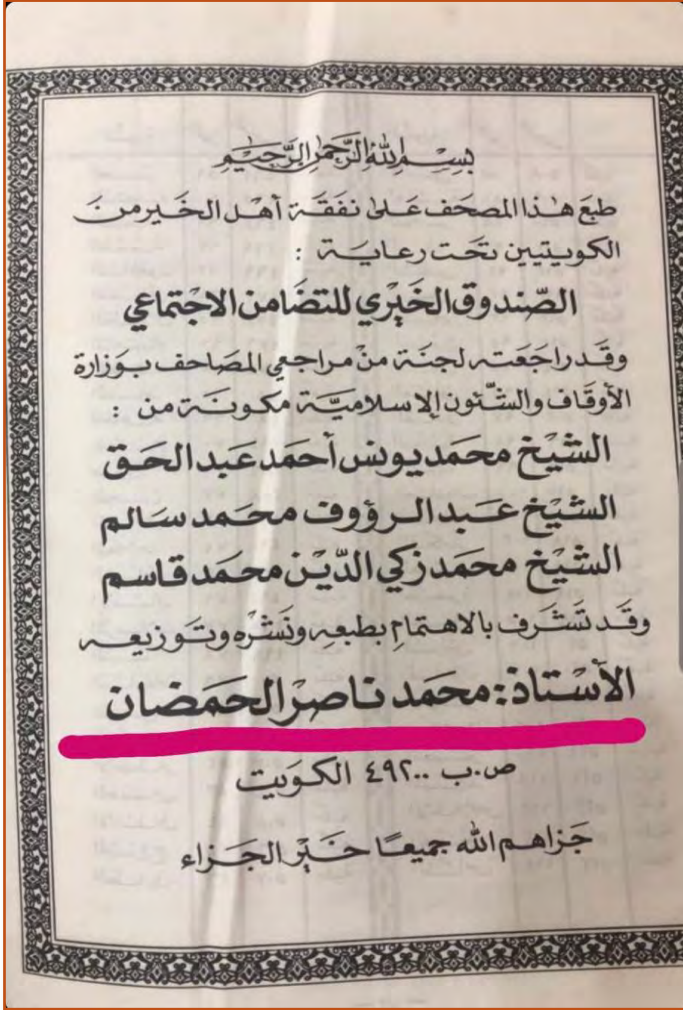 بسم الله الرحمن الرحيم
طبع هذا المصحف على نفقة أهل الخير من
الكويتيين تحت رعاية :
الصندوق الخيري للتضامن الاجتماعي
وقد راجعته لجنة من مراجعي المصاحف بوزارة
الأوقاف والشئون الإسلامية مكونة من :
الشيخ محمد يونس أحمد عبد الحق
الشيخ عبد الرؤوف محمد سالم
الشيخ محمد زكي الدين محمد قاسم
وقد تشرف بالاهتمام بطبعه ونشره وتوزيعه
الأستاذ: محمد ناصر الحمضان
ص.ب ٤٩٢٠٠ الكويت
جزاهم الله جميعًا خير الجزاء